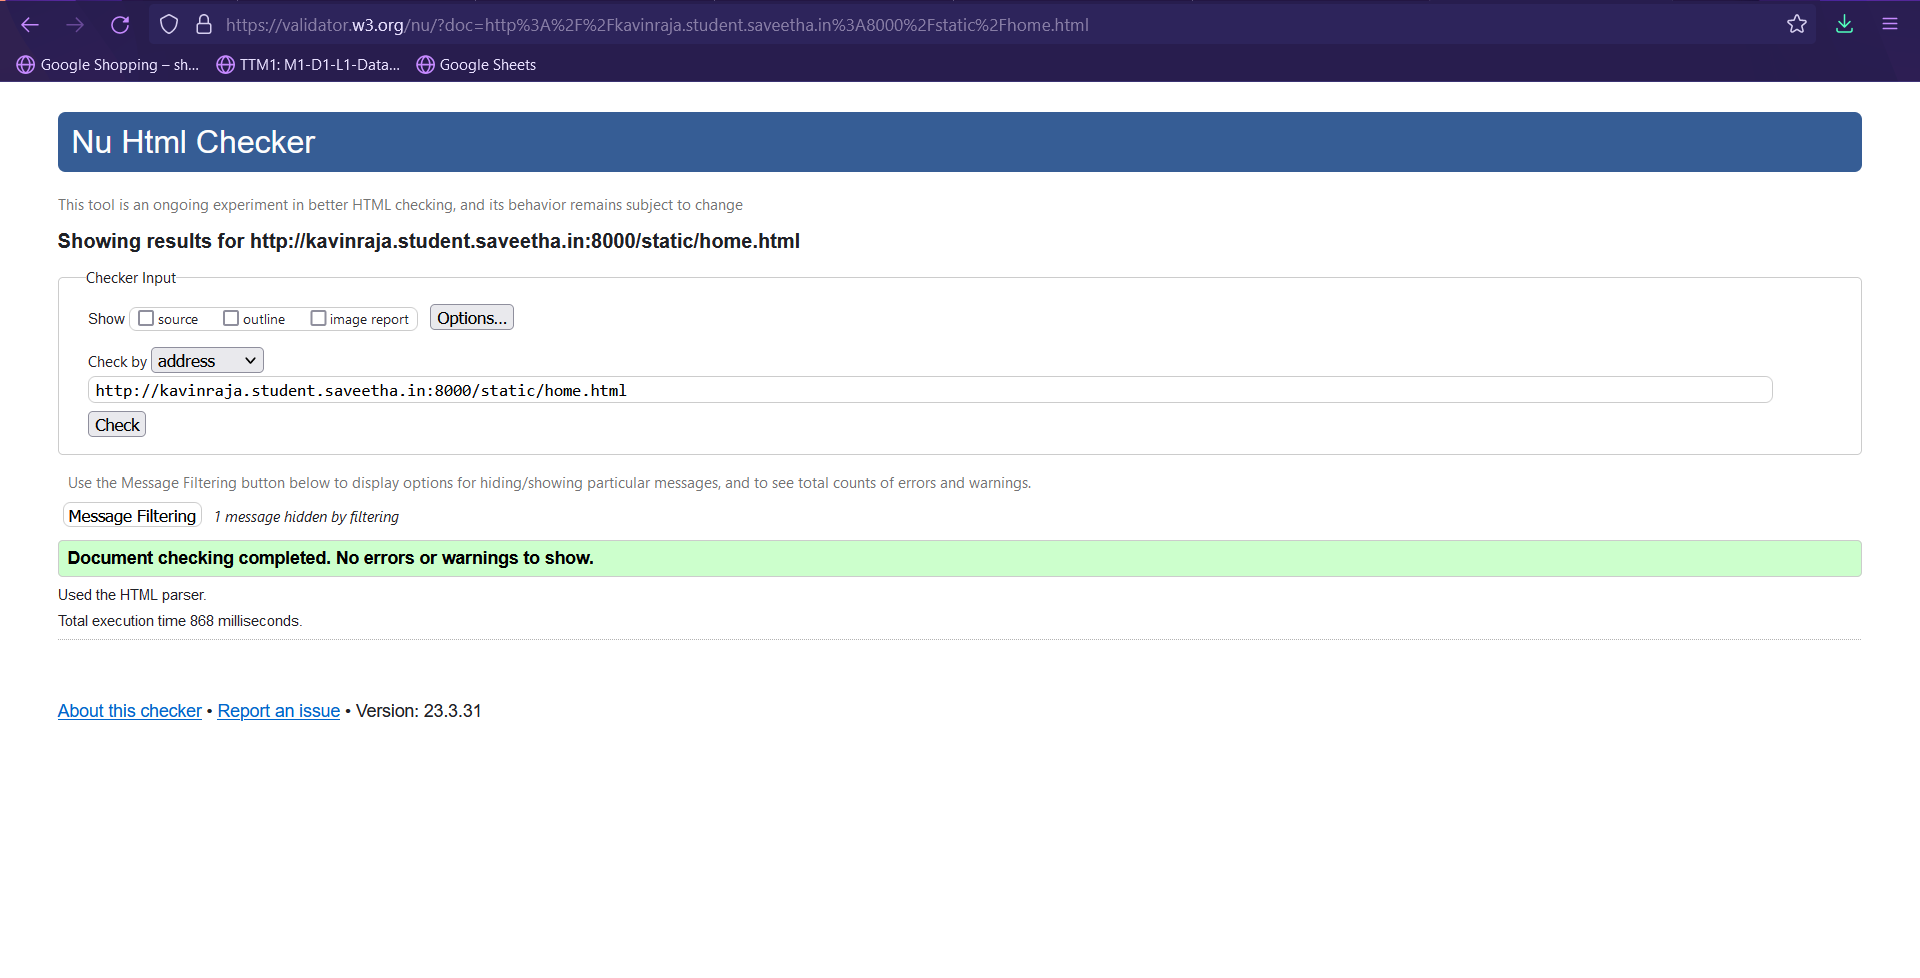 https://validator.w3.org/nu/?doc=http%3A%2F%2Fkavinraja.student.saveetha.in%3A8000%2Fstatic%2Fhome.html
Google Shopping – sh... TTM1: M1-D1-L1-Data... Google Sheets
Nu Html Checker
This tool is an ongoing experiment in better HTML checking, and its behavior remains subject to change
Showing results for http://kavinraja.student.saveetha.in:8000/static/home.html
Checker Input
Show source outline image report Options...
Check by address
http://kavinraja.student.saveetha.in:8000/static/home.html
Check
Use the Message Filtering button below to display options for hiding/showing particular messages, and to see total counts of errors and warnings.
Message Filtering 1 message hidden by filtering
Document checking completed. No errors or warnings to show.
Used the HTML parser.
Total execution time 868 milliseconds.
About this checker • Report an issue • Version: 23.3.31